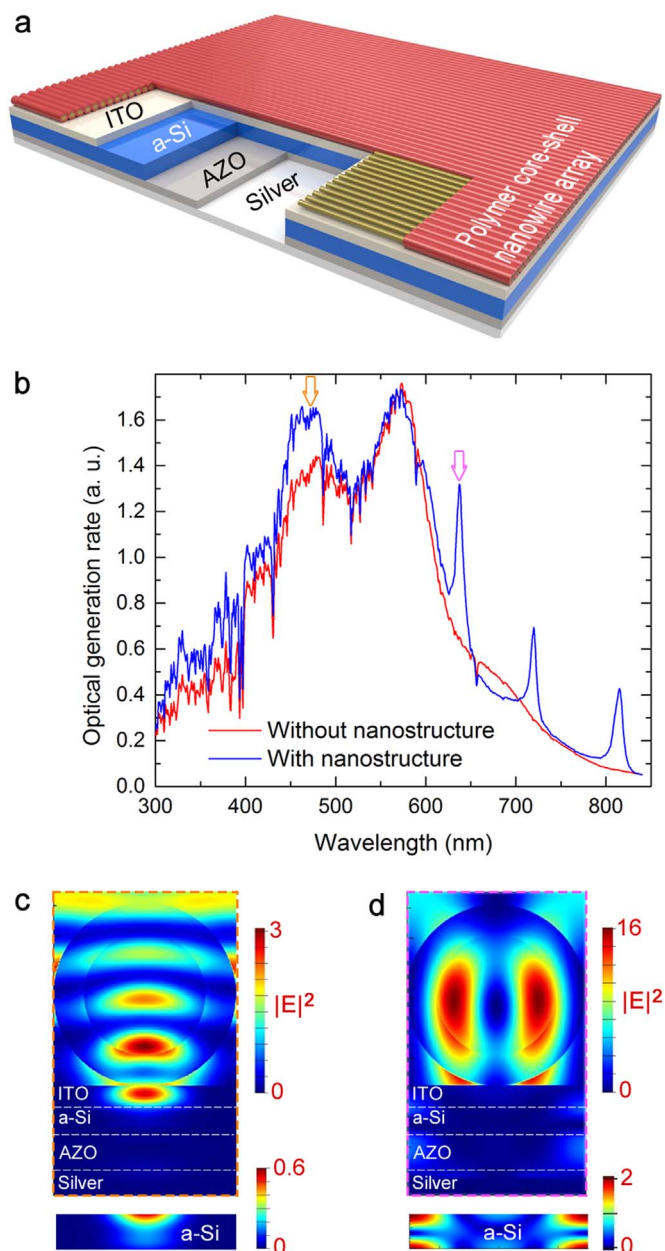 a
ITO
a-Si
AZO
Silver
Polymer core-shell
nanowire array
b
Optical generation rate (a. u.)
1.6
1.4
1.2
1.0
0.8
0.6
0.4
0.2
0.0
Without nanostructure
With nanostructure
300 400 500 600 700 800
Wavelength (nm)
c
3
|E|²
0
ITO
a-Si
AZO
Silver
0.6
0
a-Si
d
16
|E|²
0
ITO
a-Si
AZO
Silver
2
0
a-Si